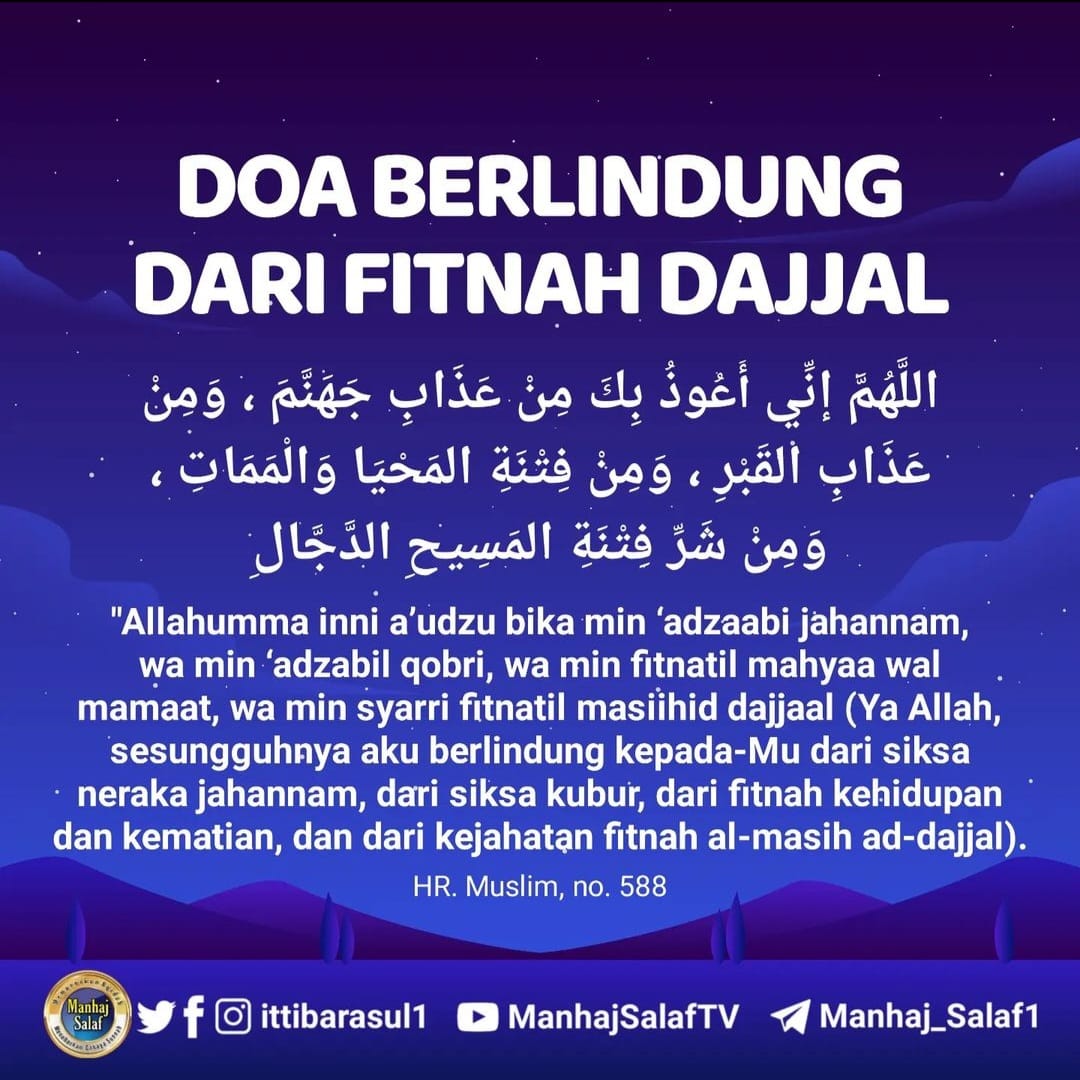 DOA BERLINDUNG
DARI FITNAH DAJJAL
اللَّهُمَّ إِنِّي أَعُوذُ بِكَ مِنْ عَذَابِ جَهَنَّمَ ، وَمِنْ
عَذَابِ الْقَبْرِ ، وَمِنْ فِتْنَةِ المَحْيَا وَالْمَمَاتِ ،
وَمِنْ شَرِّ فِتْنَةِ المَسِيحِ الدَّجَّالِ
"Allahumma inni a’udzu bika min ‘adzaabi jahannam,
wa min ‘adzabil qobri, wa min fitnatil mahyaa wal
mamaat, wa min syarri fitnatil masiihid dajjaal (Ya Allah,
sesungguhnya aku berlindung kepada-Mu dari siksa
neraka jahannam, dari siksa kubur, dari fitnah kehidupan
dan kematian, dan dari kejahatan fitnah al-masih ad-dajjal).
HR. Muslim, no. 588
Manhaj
Salaf
ittibarasul1 ManhajSalafTV Manhaj_Salaf1